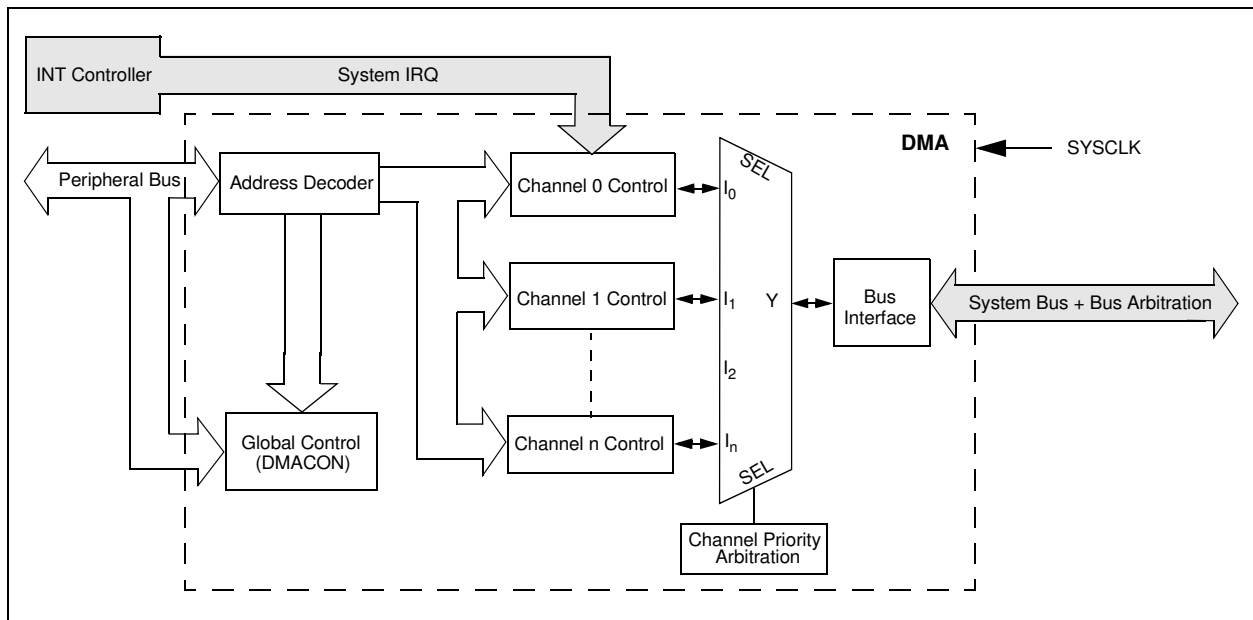 INT Controller
System IRQ
DMA
SYSCLK
Peripheral Bus
Address Decoder
Channel 0 Control
I0
SEL
Channel 1 Control
I1
Y
Bus
Interface
System Bus + Bus Arbitration
I2
Global Control
(DMACON)
Channel n Control
In
SEL
Channel Priority
Arbitration